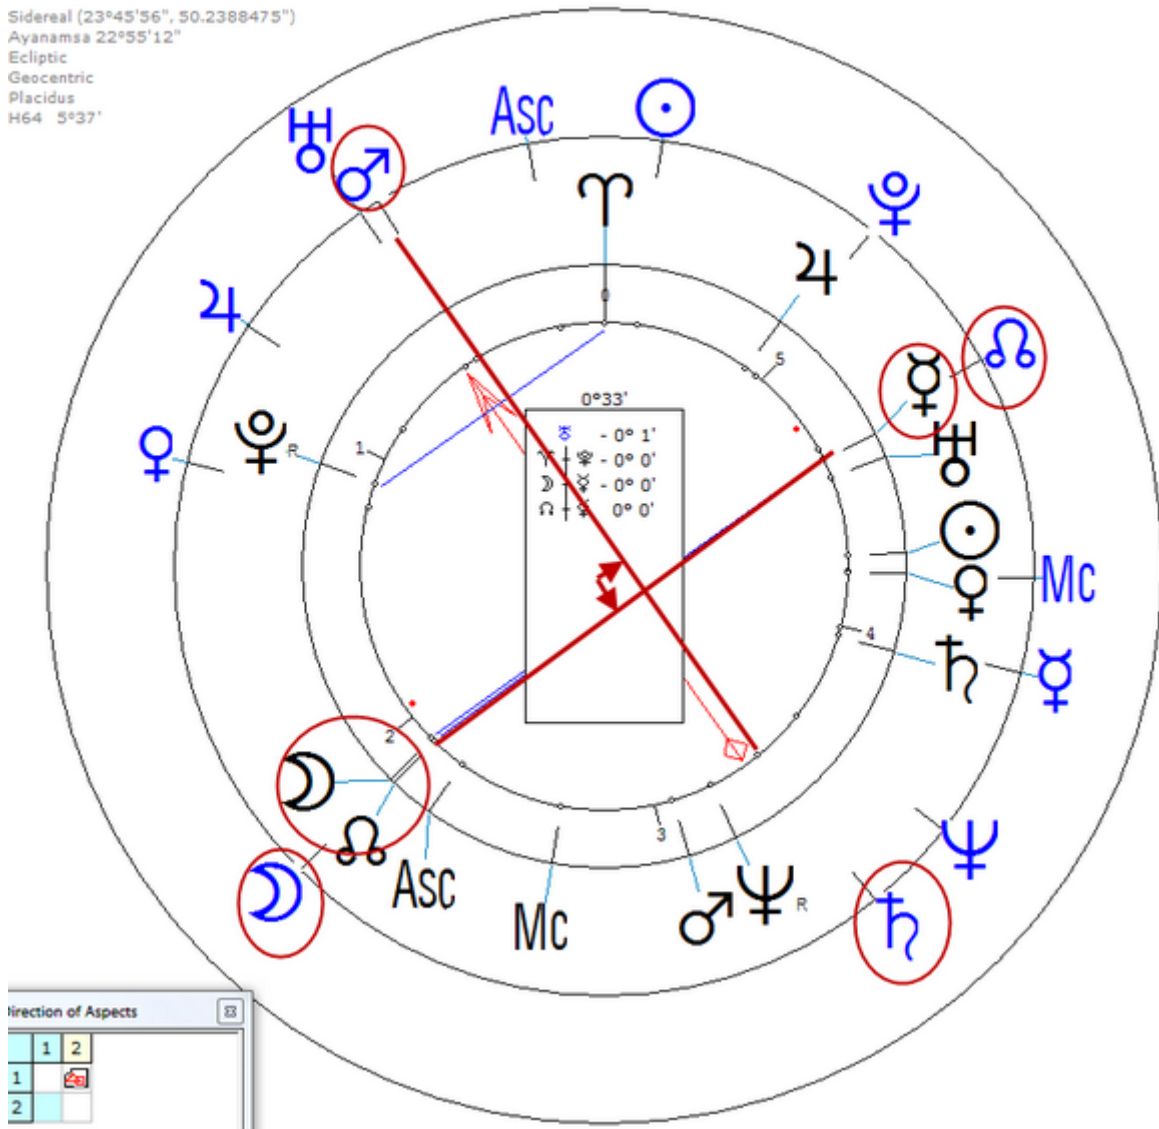 Sidereal (23°45'56", 50.2388475")
Ayanamsa 22°55'12"
Ecliptic
Geocentric
Placidus
H64 5°37'
Asc
0
5
0°33'
- 0° 1'
- 0° 0'
- 0° 0'
0° 0'
1
R
Mc
4
2
3
Asc
Mc
R
Direction of Aspects
1 2
1
2